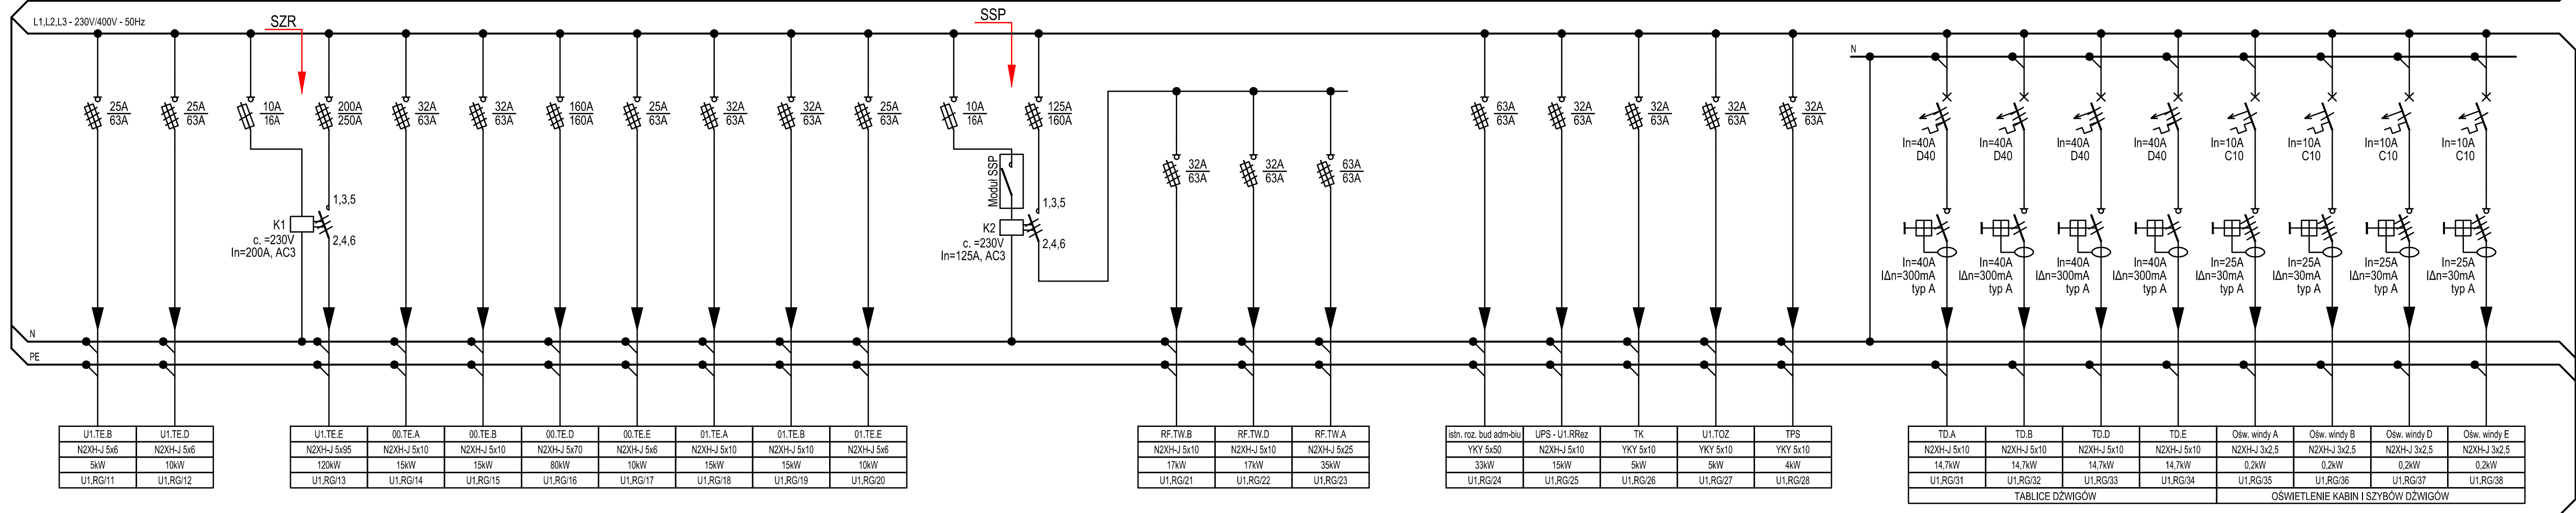 L1,L2,L3 - 230V/400V - 50Hz
SZR
SSP
N
25A
63A
25A
63A
10A
16A
200A
250A
32A
63A
32A
63A
160A
160A
25A
63A
32A
63A
32A
63A
25A
63A
10A
16A
125A
160A
32A
63A
32A
63A
63A
63A
63A
63A
32A
63A
32A
63A
32A
63A
32A
63A
In=40A
D40
In=40A
D40
In=40A
D40
In=40A
D40
In=10A
C10
In=10A
C10
In=10A
C10
In=10A
C10
1,3,5
K1
2,4,6
c. =230V
In=200A, AC3
Moduł SSP
1,3,5
K2
2,4,6
c. =230V
In=125A, AC3
In=40A
IΔn=300mA
typ A
In=40A
IΔn=300mA
typ A
In=40A
IΔn=300mA
typ A
In=40A
IΔn=300mA
typ A
In=25A
IΔn=30mA
typ A
In=25A
IΔn=30mA
typ A
In=25A
IΔn=30mA
typ A
In=25A
IΔn=30mA
typ A
N
PE
U1.TE.B U1.TE.D
N2XH-J 5x6 N2XH-J 5x6
5kW 10kW
U1,RG/11 U1,RG/12
U1.TE.E 00.TE.A 00.TE.B 00.TE.D 00.TE.E 01.TE.A 01.TE.B 01.TE.E
N2XH-J 5x95 N2XH-J 5x10 N2XH-J 5x10 N2XH-J 5x70 N2XH-J 5x6 N2XH-J 5x10 N2XH-J 5x10 N2XH-J 5x6
120kW 15kW 15kW 80kW 10kW 15kW 15kW 10kW
U1,RG/13 U1,RG/14 U1,RG/15 U1,RG/16 U1,RG/17 U1,RG/18 U1,RG/19 U1,RG/20
RF.TW.B RF.TW.D RF.TW.A
N2XH-J 5x10 N2XH-J 5x10 N2XH-J 5x25
17kW 17kW 35kW
U1,RG/21 U1,RG/22 U1,RG/23
istn. roz. bud adm-biu UPS - U1.RRez TK U1.TOZ TPS
YKY 5x50 N2XH-J 5x10 YKY 5x10 YKY 5x10 YKY 5x10
33kW 15kW 5kW 5kW 4kW
U1,RG/24 U1,RG/25 U1,RG/26 U1,RG/27 U1,RG/28
TD.A TD.B TD.D TD.E Ośw. windy A Ośw. windy B Ośw. windy D Ośw. windy E
N2XH-J 5x10 N2XH-J 5x10 N2XH-J 5x10 N2XH-J 5x10 N2XH-J 3x2,5 N2XH-J 3x2,5 N2XH-J 3x2,5 N2XH-J 3x2,5
14,7kW 14,7kW 14,7kW 14,7kW 0,2kW 0,2kW 0,2kW 0,2kW
U1,RG/31 U1,RG/32 U1,RG/33 U1,RG/34 U1,RG/35 U1,RG/36 U1,RG/37 U1,RG/38
TABLICE DŹWIGÓW OŚWIETLENIE KABIN I SZYBÓW DŹWIGÓW